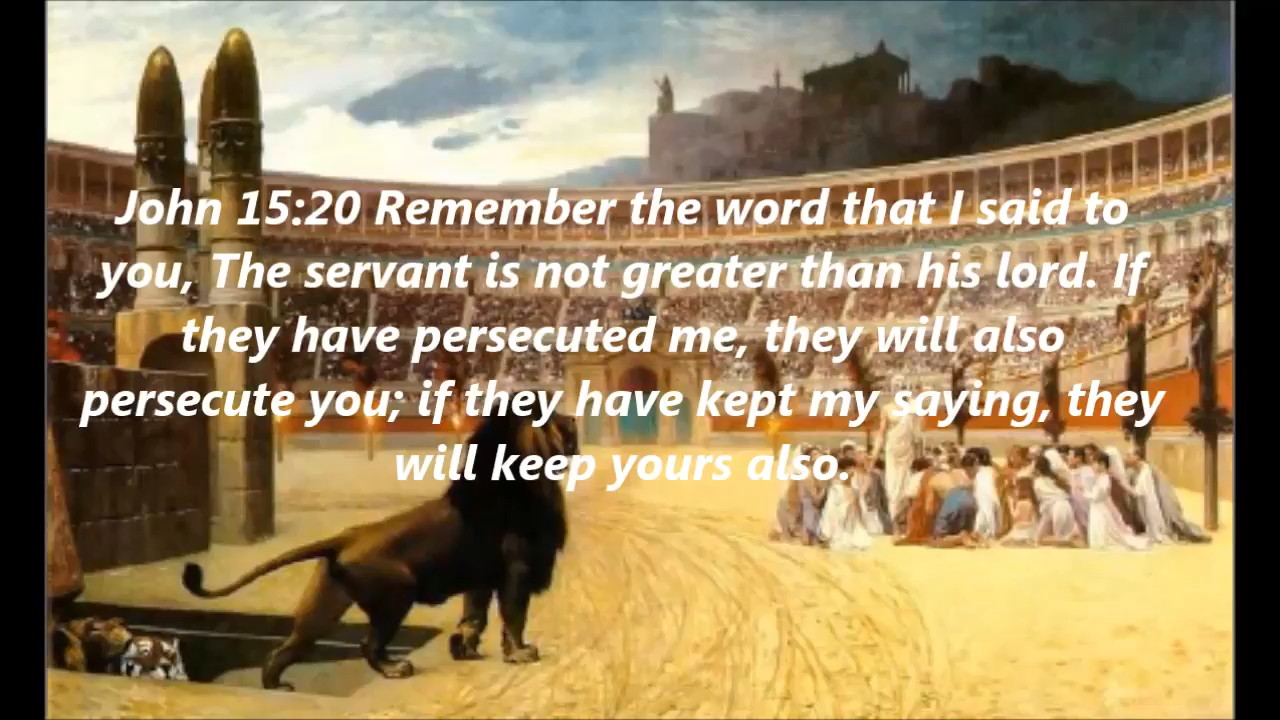 John 15:20 Remember the word that I said to
you, The servant is not greater than his lord. If
they have persecuted me, they will also
persecute you; if they have kept my saying, they
will keep yours also.